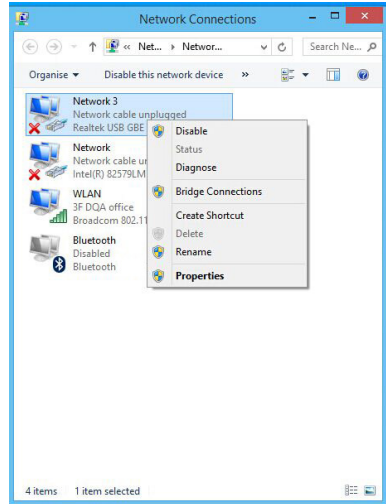 Network Connections
« Net... Networ...
Search Ne...
Organise
Disable this network device
»
Network 3
Network cable unplugged
Realtek USB GBE
Network
Network cable un
Intel(R) 82579LM
WLAN
3F DQA office
Broadcom 802.11
Bluetooth
Disabled
Bluetooth
Disable
Status
Diagnose
Bridge Connections
Create Shortcut
Delete
Rename
Properties
4 items 1 item selected